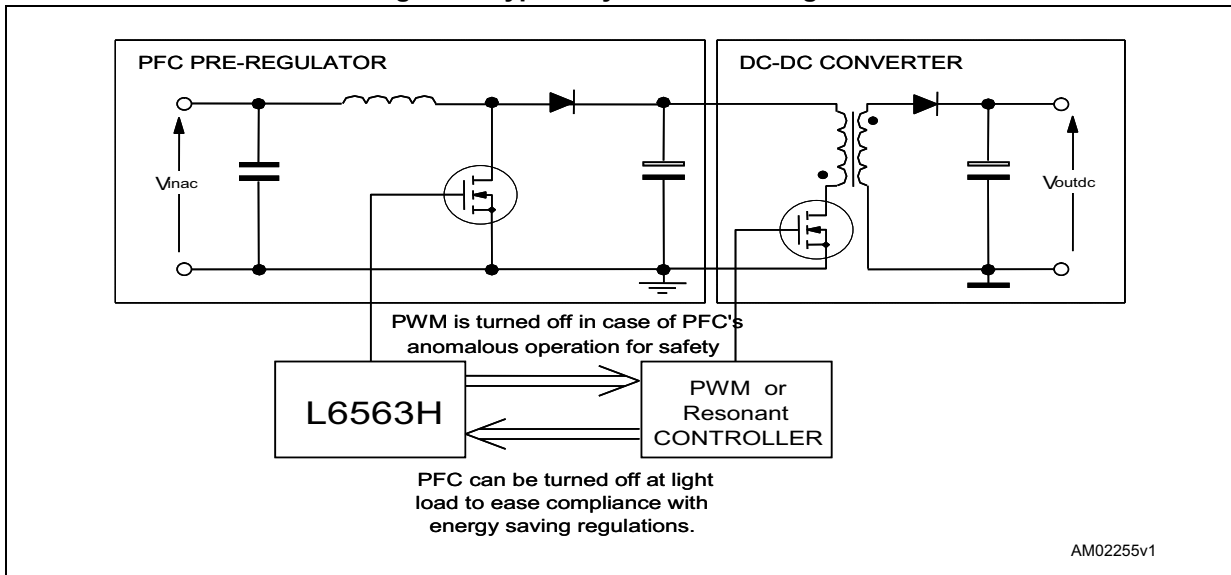 PFC PRE-REGULATOR
DC-DC CONVERTER
Vinac
Voutdc
PWM is turned off in case of PFC's
anomalous operation for safety
L6563H
PWM or
Resonant
CONTROLLER
PFC can be turned off at light
load to ease compliance with
energy saving regulations.
AM02255v1